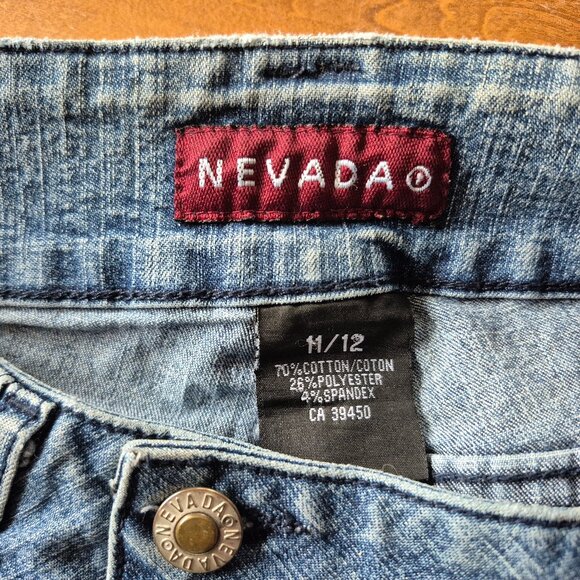 NEVADA
11/12
70%COTTON/COTON
26%POLYESTER
4%SPANDEX
CA 39450
NEVADA NEVADA